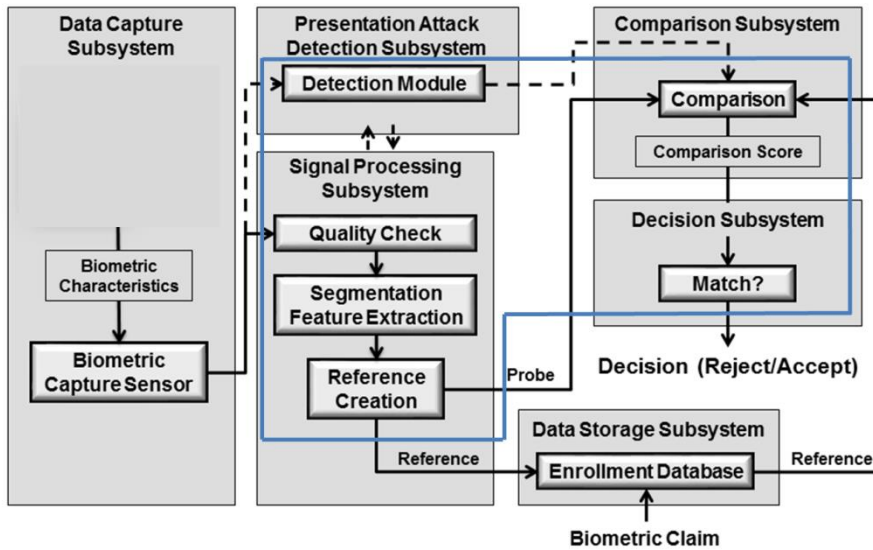 Data Capture
Subsystem
Biometric
Characteristics
Biometric
Capture Sensor
Presentation Attack
Detection Subsystem
Detection Module
Signal Processing
Subsystem
Quality Check
Segmentation
Feature Extraction
Reference
Creation
Probe
Reference
Comparison Subsystem
Comparison
Comparison Score
Decision Subsystem
Match?
Decision (Reject/Accept)
Data Storage Subsystem
Enrollment Database
Reference
Biometric Claim